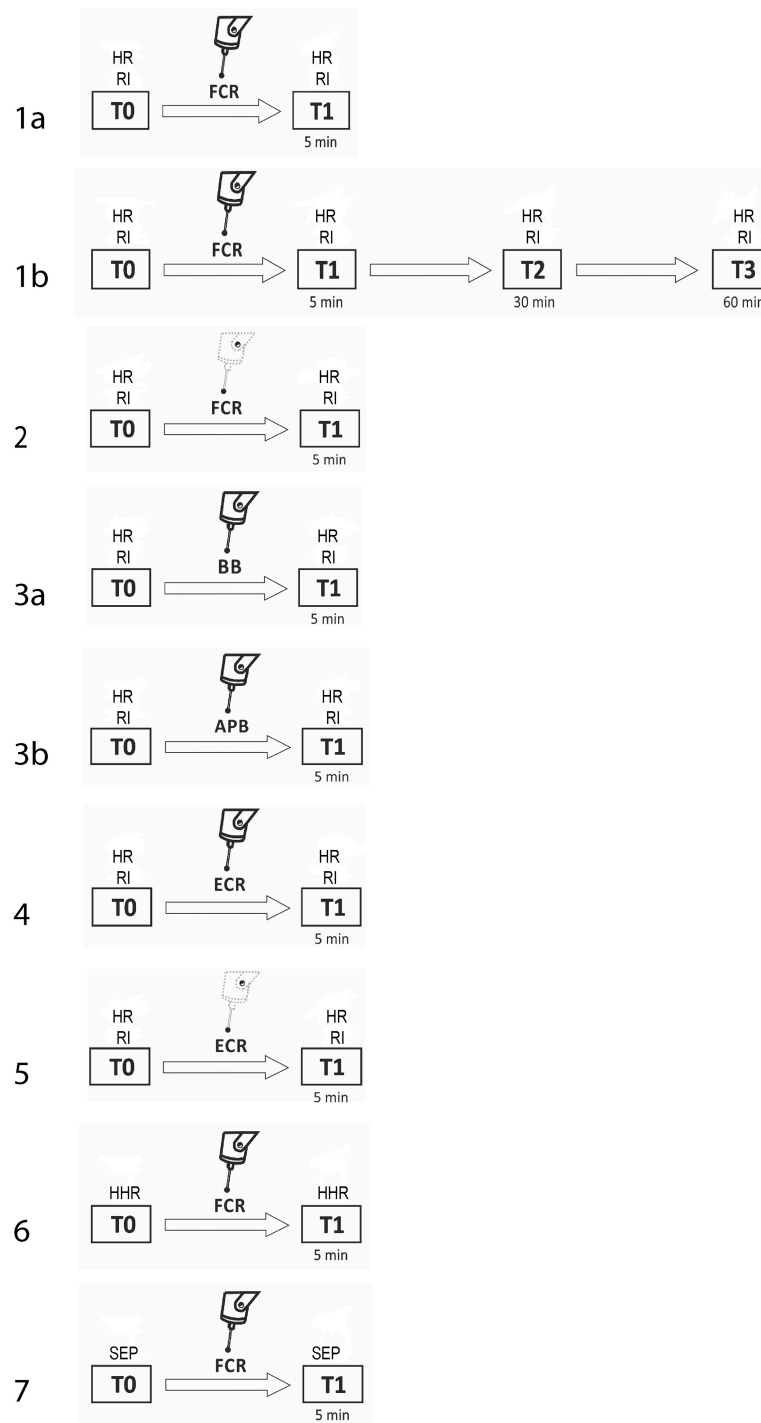 HR HR
RI RI
FCR
1a T0 T1
5 min
HR HR HR HR
RI RI RI RI
FCR
1b T0 T1 T2 T3
5 min 30 min 60 min
HR HR
RI RI
FCR
2 T0 T1
5 min
HR HR
RI RI
BB
3a T0 T1
5 min
HR HR
RI RI
APB
3b T0 T1
5 min
HR HR
RI RI
ECR
4 T0 T1
5 min
HR HR
RI RI
ECR
5 T0 T1
5 min
HHR HHR
FCR
6 T0 T1
5 min
SEP SEP
FCR
7 T0 T1
5 min